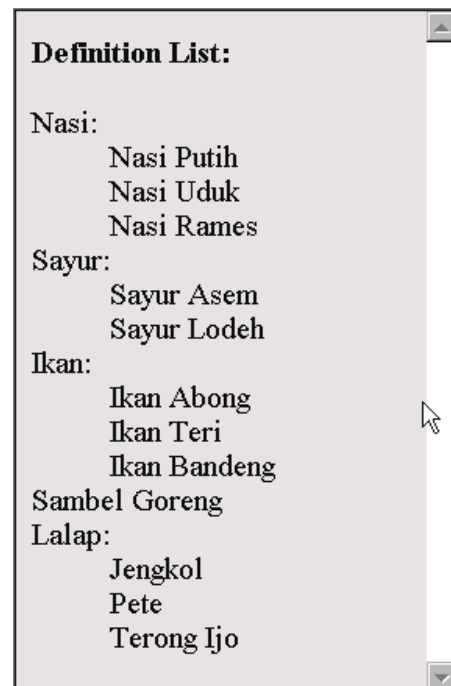 Definition List:
Nasi:
Nasi Putih
Nasi Uduk
Nasi Rames
Sayur:
Sayur Asem
Sayur Lodeh
Ikan:
Ikan Abong
Ikan Teri
Ikan Bandeng
Sambel Goreng
Lalap:
Jengkol
Pete
Terong Ijo